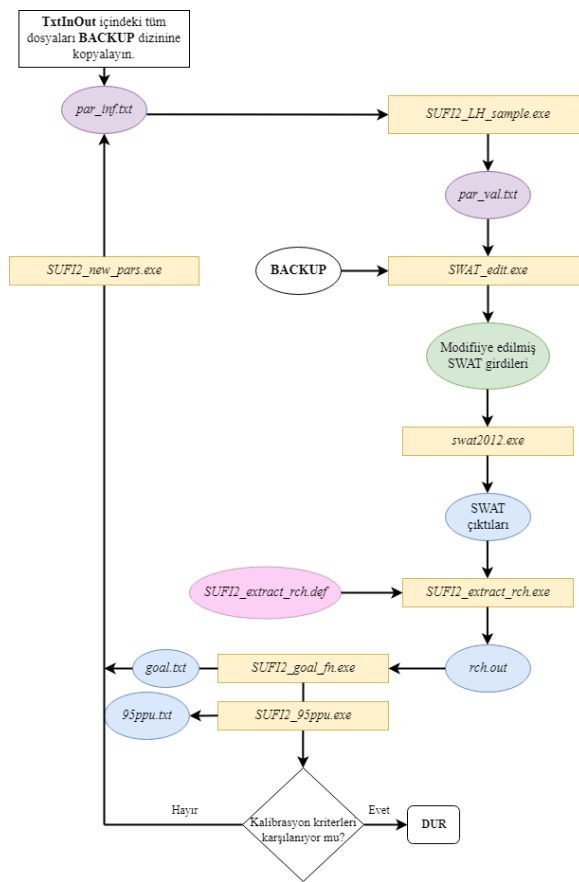 TxtInOut içindeki tüm
dosyaları BACKUP dizinine
kopyalayın.
par_inf.txt
SUFI2_LH_sample.exe
par_val.txt
SUFI2_new_pars.exe
BACKUP
SWAT_edit.exe
Modifiiye edilmiş
SWAT girdileri
swat2012.exe
SWAT
çıktıları
SUFI2_extract_rch.def
SUFI2_extract_rch.exe
goal.txt
SUFI2_goal_fn.exe
rch.out
95ppu.txt
SUFI2_95ppu.exe
Hayır
Kalibrasyon kriterleri
karşılanıyor mu?
Evet
DUR